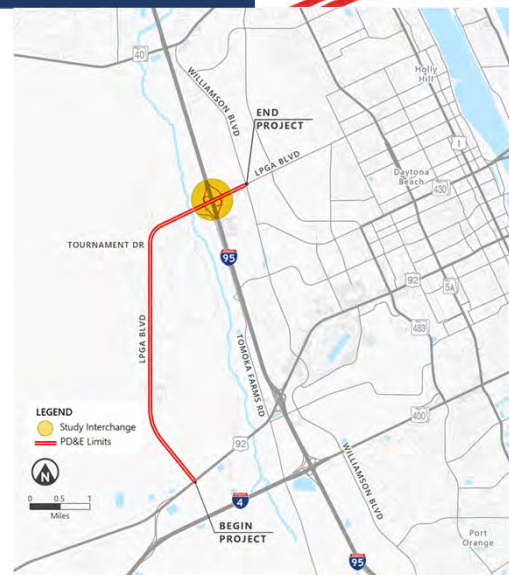 40
WILLIAMSON BLVD
END
PROJECT
Holly
Hill
1
LPGA BLVD
Daytona
Beach
430
TOURNAMENT DR
95
92
5A
LPGA BLVD
483
TOMOKA FARMS RD
LEGEND
Study Interchange
PD&E Limits
92
400
N
0 0.5 1
Miles
4
WILLIAMSON BLVD
BEGIN
PROJECT
Port
Orange
95